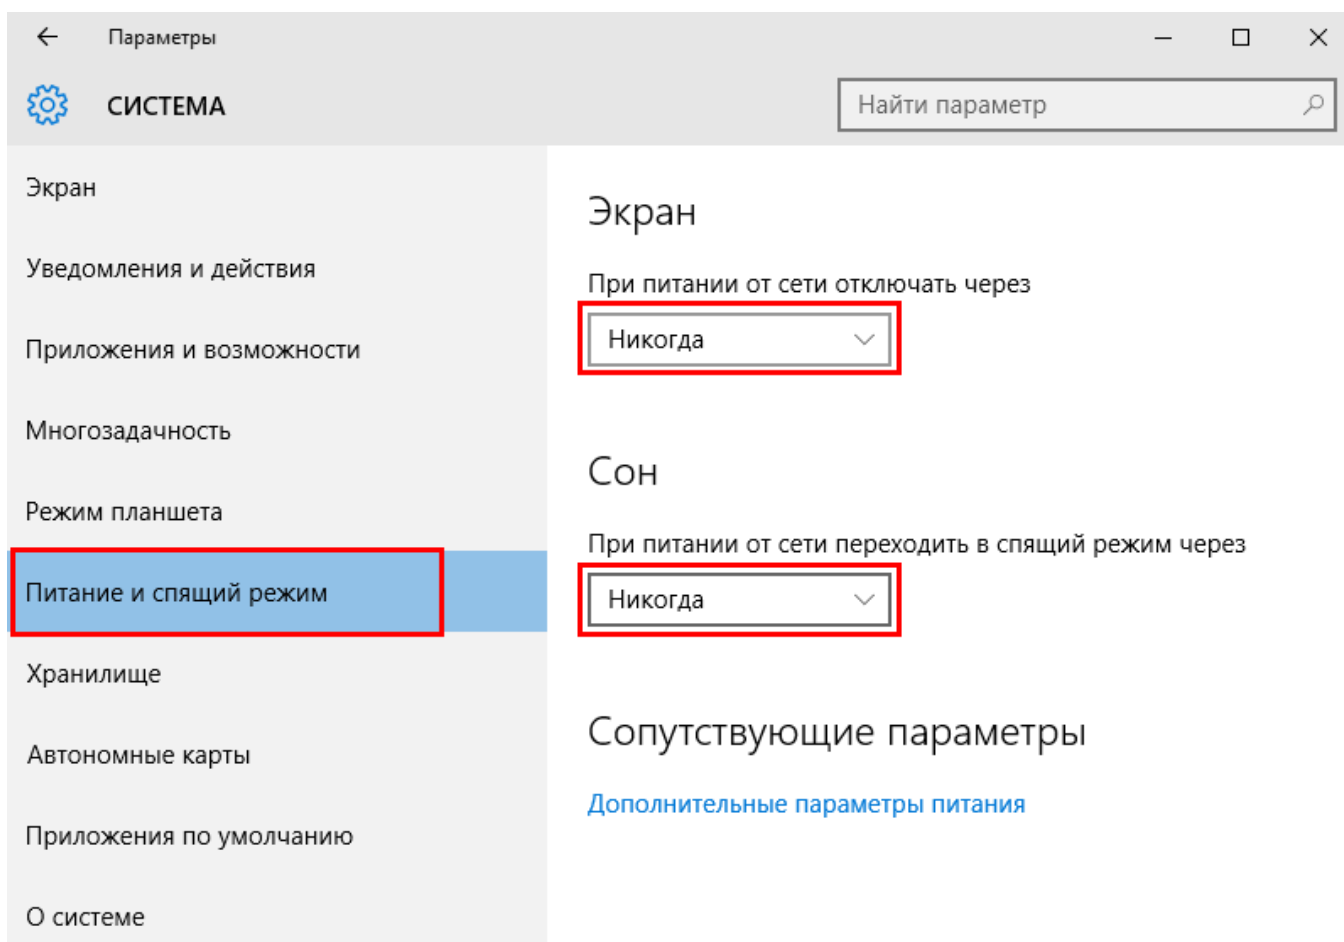 Параметры
СИСТЕМА
Найти параметр
Экран
Уведомления и действия
Приложения и возможности
Многозадачность
Режим планшета
Питание и спящий режим
Хранилище
Автономные карты
Приложения по умолчанию
О системе
Экран
При питании от сети отключать через
Никогда
Сон
При питании от сети переходить в спящий режим через
Никогда
Сопутствующие параметры
Дополнительные параметры питания